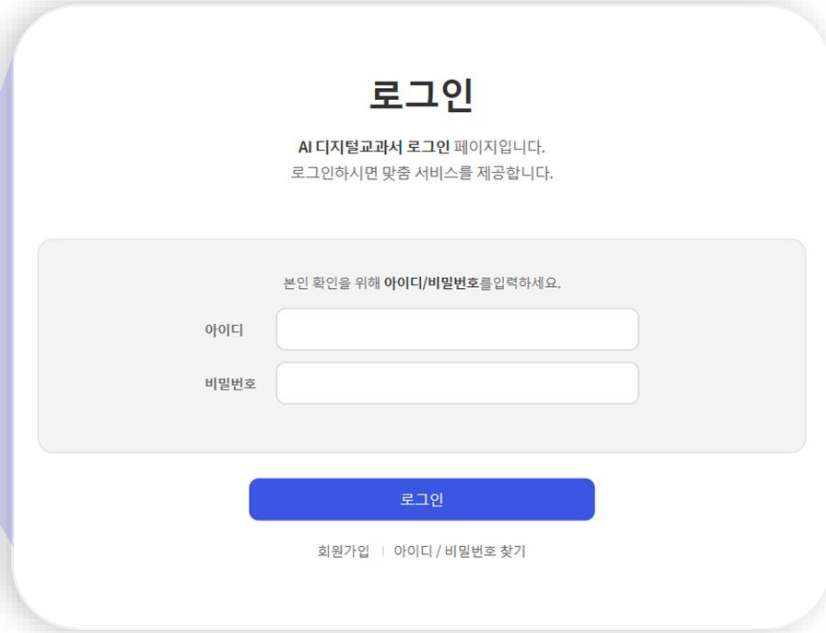 로그인
AI 디지털교과서 로그인 페이지입니다.
로그인하시면 맞춤 서비스를 제공합니다.
본인 확인을 위해 아이디/비밀번호를입력하세요.
아이디
비밀번호
로그인
회원가입 | 아이디 / 비밀번호 찾기